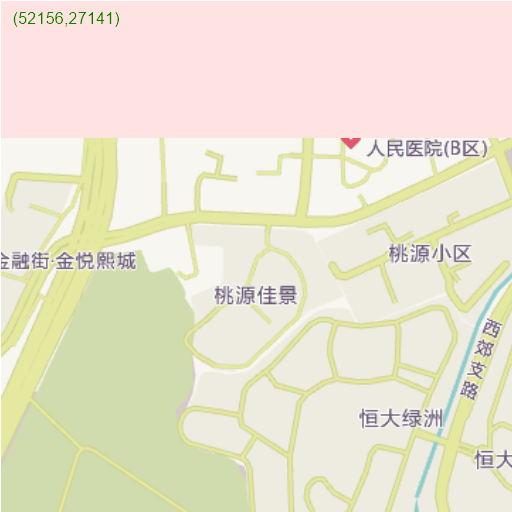 (52156,27141)
人民医院(B区)
桃源小区
金融街·金悦熙城
桃源佳景
西郊支路
恒大绿洲
恒大